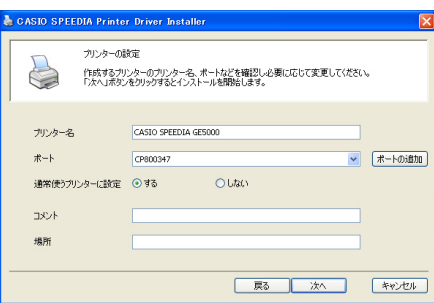 CASIO SPEEDIA Printer Driver Installer
プリンターの設定
作成するプリンターのプリンター名、ポートなどを確認し必要に応じて変更してください。
「次へ」ボタンをクリックするとインストールを開始します。
プリンター名 CASIO SPEEDIA GE5000
ポート CP800347 ポートの追加
通常使うプリンターに設定 する しない
コメント
場所
戻る 次へ キャンセル